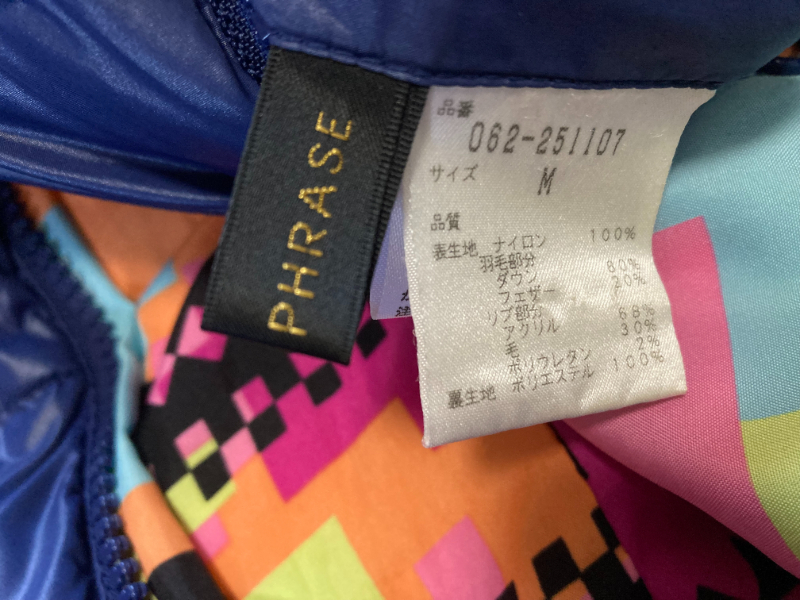 PHRASE
品番
062-251107
サイズ M
品質
表生地 ナイロン 100%
羽毛部分
ダウン 80%
フェザー 20%
リブ部分
アクリル 68%
毛 30%
ポリウレタン 2%
裏生地 ポリエステル 100%